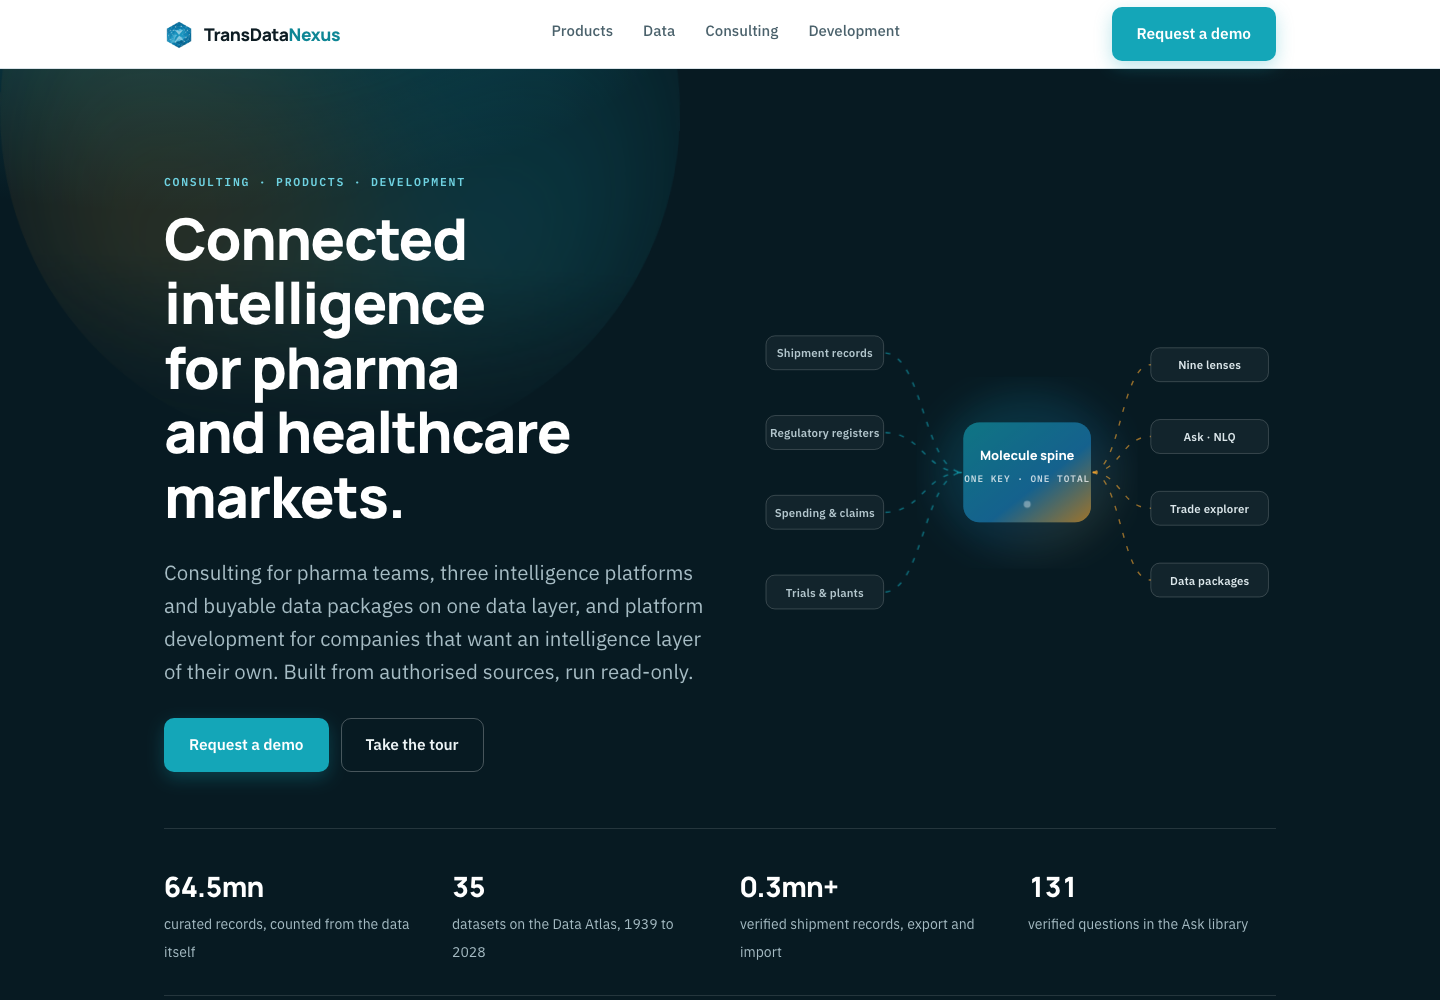 TransDataNexus
Products
Data
Consulting
Development
Request a demo
CONSULTING · PRODUCTS · DEVELOPMENT
Connected
intelligence
for pharma
and healthcare
markets.
Consulting for pharma teams, three intelligence platforms
and buyable data packages on one data layer, and platform
development for companies that want an intelligence layer
of their own. Built from authorised sources, run read-only.
Request a demo
Take the tour
Shipment records
Regulatory registers
Spending & claims
Trials & plants
Molecule spine
ONE KEY · ONE TOTAL
Nine lenses
Ask · NLQ
Trade explorer
Data packages
64.5mn
curated records, counted from the data
itself
35
datasets on the Data Atlas, 1939 to
2028
0.3mn+
verified shipment records, export and
import
131
verified questions in the Ask library